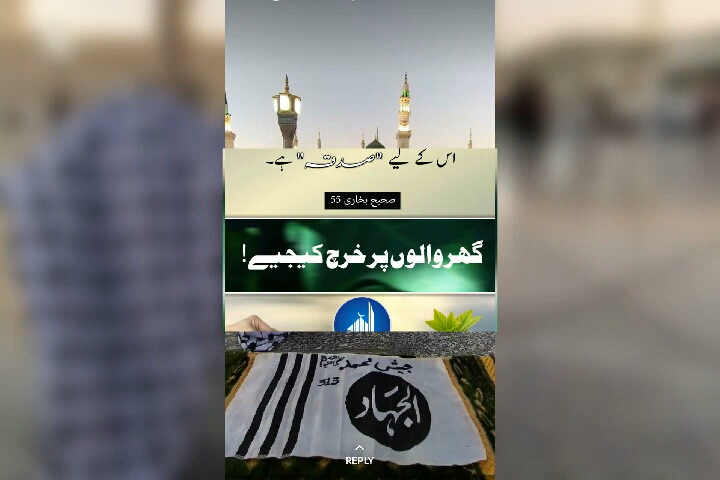 اس کے لیے "صدقہ" ہے۔
صحیح بخاری 55
گھر والوں پر خرچ کیجیے!
جیش محمد
313
الجہاد
REPLY